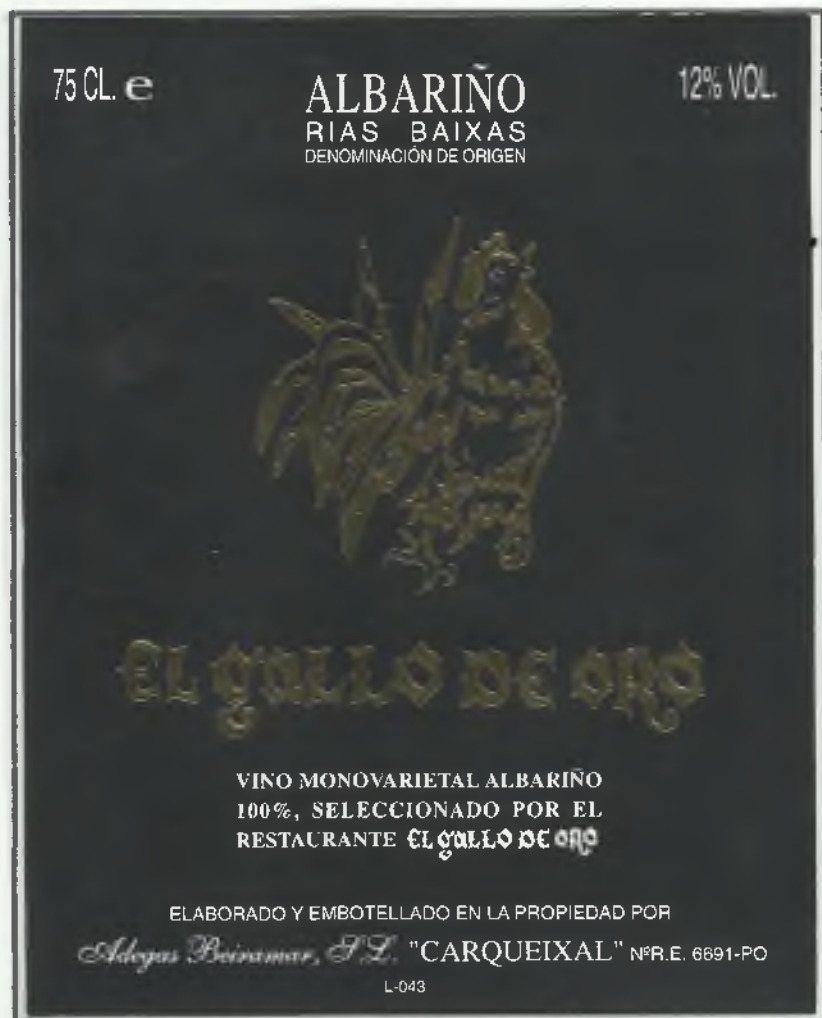 75 CL. e
ALBARIÑO
12% VOL.
RIAS BAIXAS
DENOMINACIÓN DE ORIGEN
EL GALLO DE ORO
VINO MONOVARIETAL ALBARIÑO
100%, SELECCIONADO POR EL
RESTAURANTE EL GALLO DE ORO
ELABORADO Y EMBOTELLADO EN LA PROPIEDAD POR
Adegas Beiramar, S.L. "CARQUEIXAL" NºR.E. 6691-PO
L-043